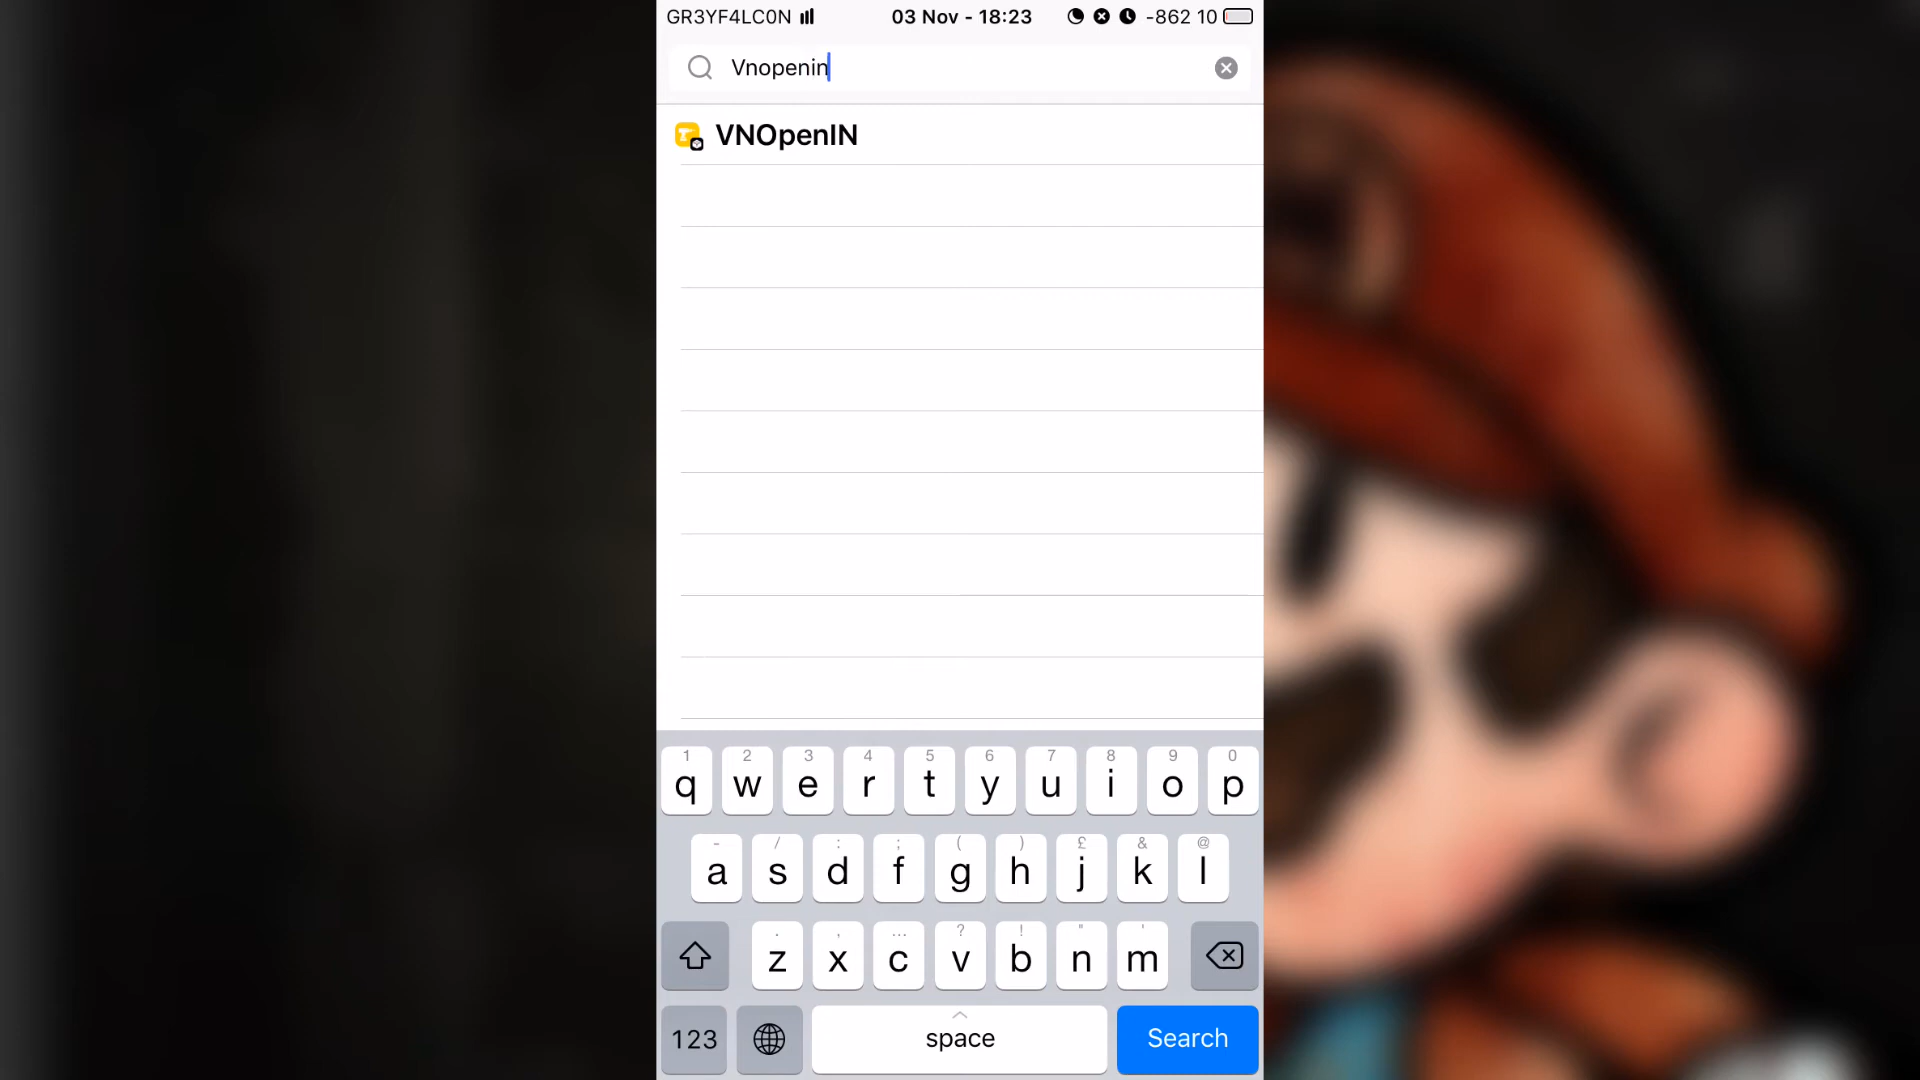 GR3YF4LC0N 03 Nov - 18:23 -862 10
Vnopenin
VNOpenIN
1 2 3 4 5 6 7 8 9 0
q w e r t y u i o p
- / : ; ( ) £ & @
a s d f g h j k l
. , ... ? ! " '
z x c v b n m
123 space Search